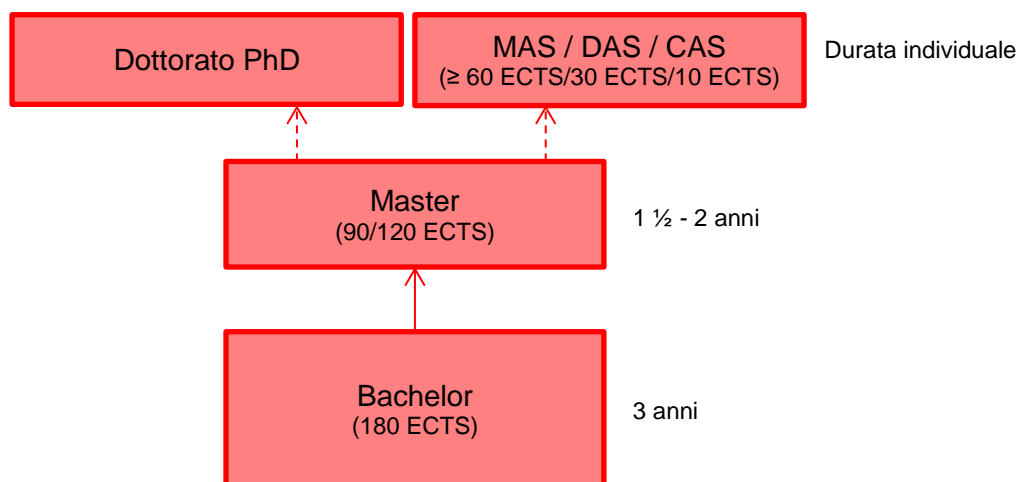 Dottorato PhD
MAS / DAS / CAS
(≥ 60 ECTS/30 ECTS/10 ECTS)
Durata individuale
Master
(90/120 ECTS)
1 ½ - 2 anni
Bachelor
(180 ECTS)
3 anni